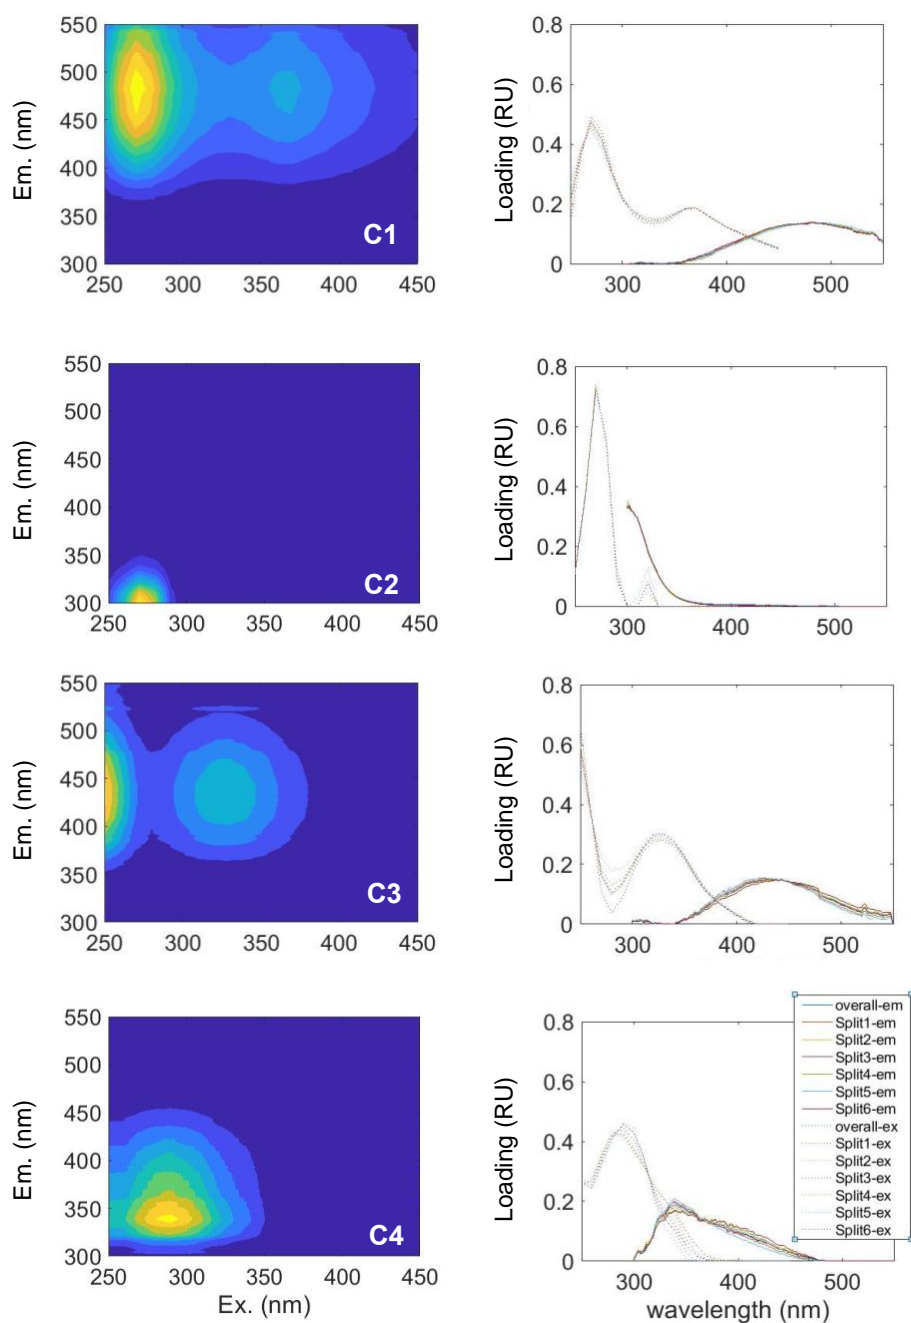 550
500
450
400
350
300
Em. (nm)
C1
250 300 350 400 450
0.8
0.6
0.4
0.2
0
Loading (RU)
300 400 500
550
500
450
400
350
300
Em. (nm)
C2
250 300 350 400 450
0.8
0.6
0.4
0.2
0
Loading (RU)
300 400 500
550
500
450
400
350
300
Em. (nm)
C3
250 300 350 400 450
0.8
0.6
0.4
0.2
0
Loading (RU)
300 400 500
550
500
450
400
350
300
Em. (nm)
C4
250 300 350 400 450
Ex. (nm)
0.8
0.6
0.4
0.2
0
Loading (RU)
overall-em
Split1-em
Split2-em
Split3-em
Split4-em
Split5-em
Split6-em
overall-ex
Split1-ex
Split2-ex
Split3-ex
Split4-ex
Split5-ex
Split6-ex
300 400 500
wavelength (nm)